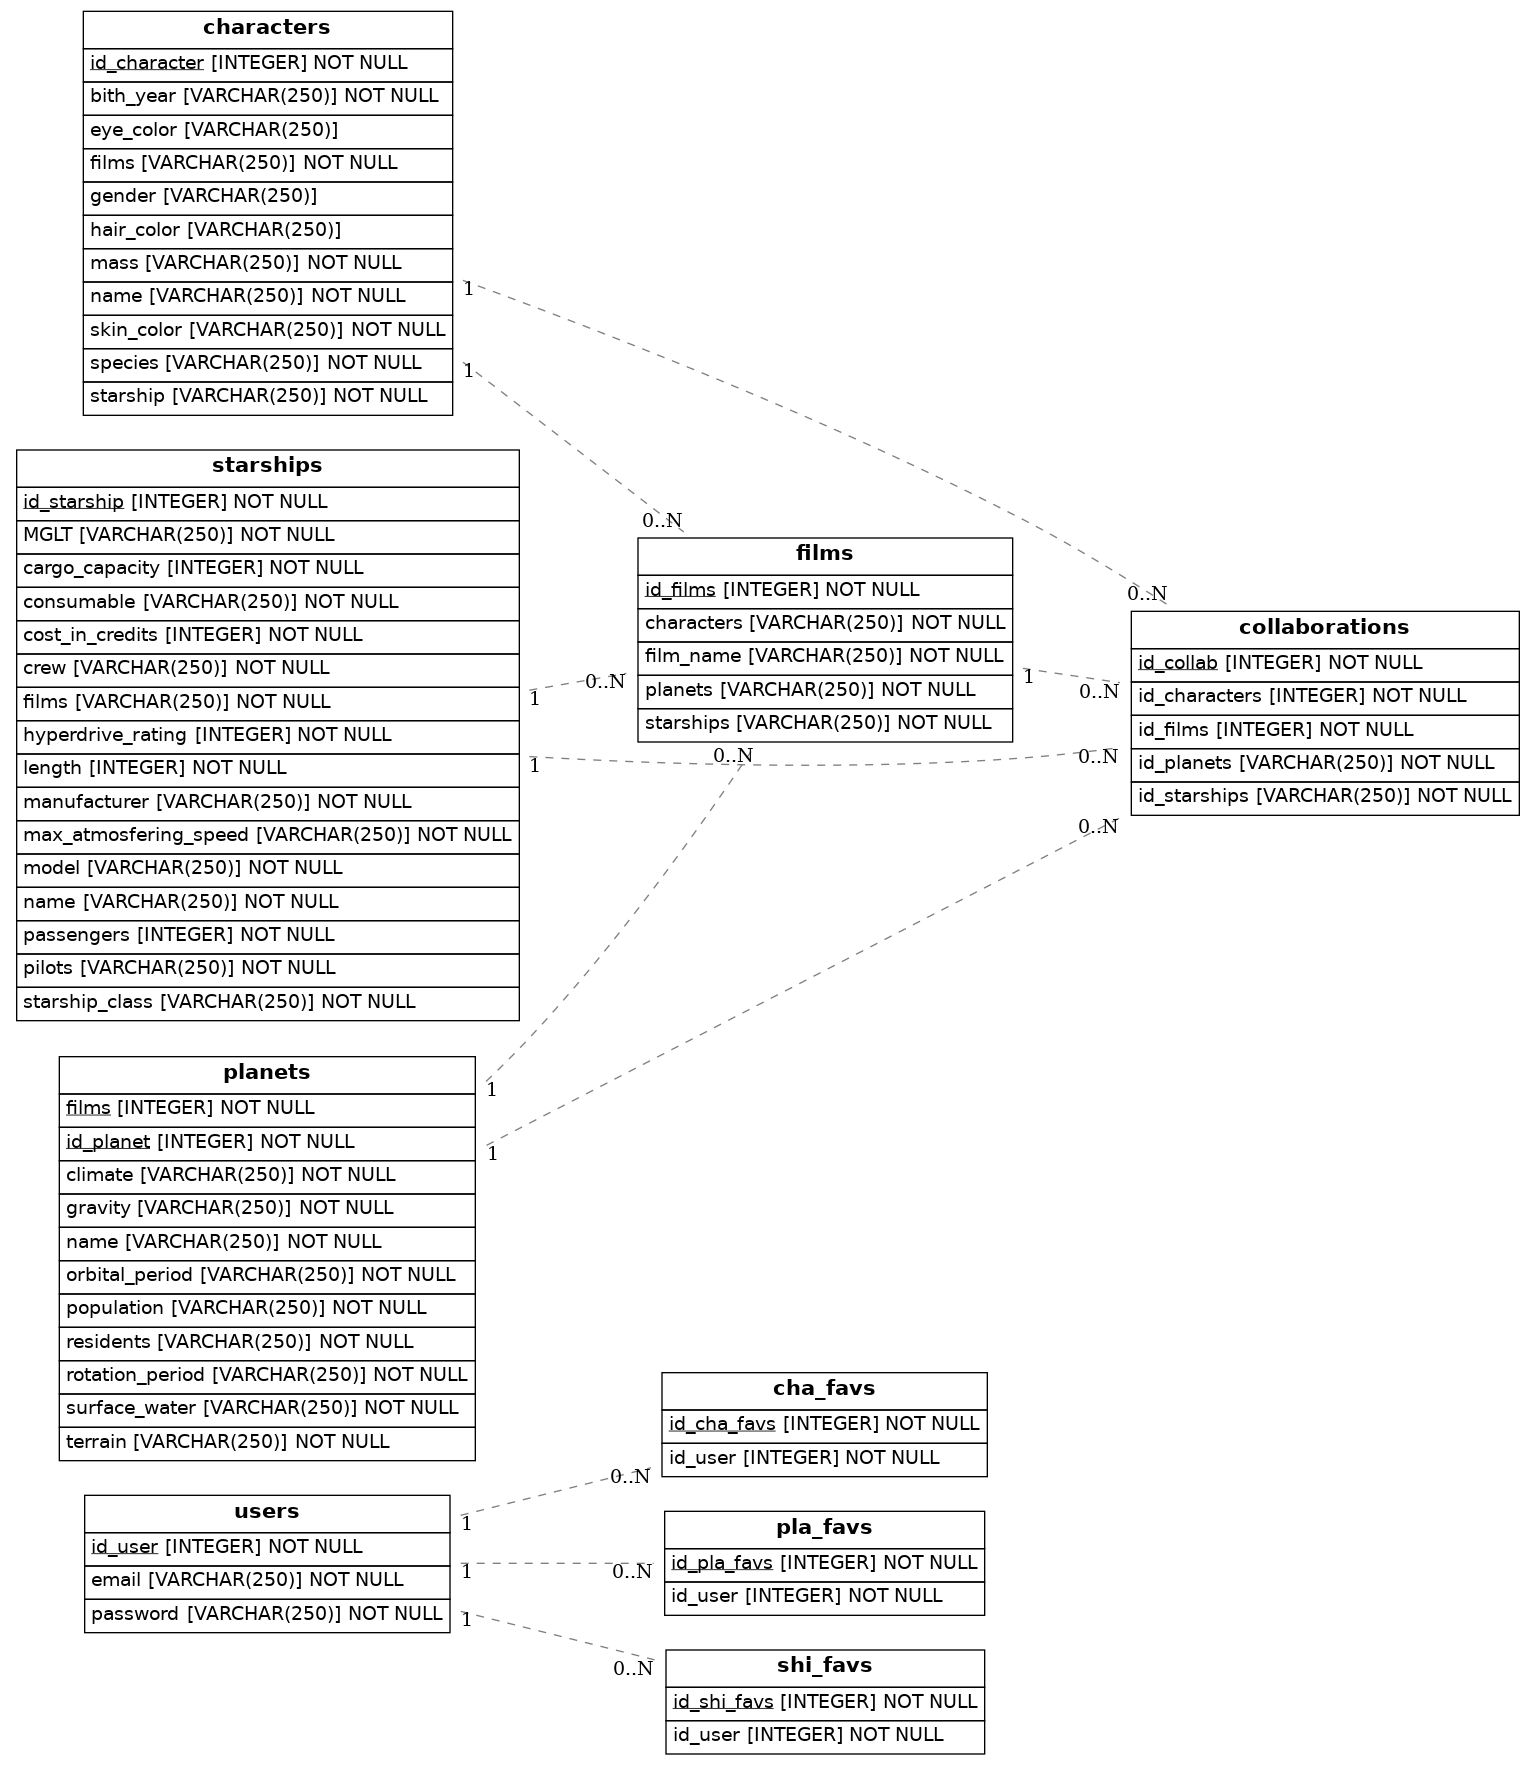 characters
id_character [INTEGER] NOT NULL
bith_year [VARCHAR(250)] NOT NULL
eye_color [VARCHAR(250)]
films [VARCHAR(250)] NOT NULL
gender [VARCHAR(250)]
hair_color [VARCHAR(250)]
mass [VARCHAR(250)] NOT NULL
name [VARCHAR(250)] NOT NULL
skin_color [VARCHAR(250)] NOT NULL
species [VARCHAR(250)] NOT NULL
starship [VARCHAR(250)] NOT NULL
1
1
starships
id_starship [INTEGER] NOT NULL
MGLT [VARCHAR(250)] NOT NULL
cargo_capacity [INTEGER] NOT NULL
consumable [VARCHAR(250)] NOT NULL
cost_in_credits [INTEGER] NOT NULL
crew [VARCHAR(250)] NOT NULL
films [VARCHAR(250)] NOT NULL
hyperdrive_rating [INTEGER] NOT NULL
length [INTEGER] NOT NULL
manufacturer [VARCHAR(250)] NOT NULL
max_atmosfering_speed [VARCHAR(250)] NOT NULL
model [VARCHAR(250)] NOT NULL
name [VARCHAR(250)] NOT NULL
passengers [INTEGER] NOT NULL
pilots [VARCHAR(250)] NOT NULL
starship_class [VARCHAR(250)] NOT NULL
1
1
0..N
0..N
films
id_films [INTEGER] NOT NULL
characters [VARCHAR(250)] NOT NULL
film_name [VARCHAR(250)] NOT NULL
planets [VARCHAR(250)] NOT NULL
starships [VARCHAR(250)] NOT NULL
0..N
1
0..N
0..N
0..N
0..N
collaborations
id_collab [INTEGER] NOT NULL
id_characters [INTEGER] NOT NULL
id_films [INTEGER] NOT NULL
id_planets [VARCHAR(250)] NOT NULL
id_starships [VARCHAR(250)] NOT NULL
planets
films [INTEGER] NOT NULL
id_planet [INTEGER] NOT NULL
climate [VARCHAR(250)] NOT NULL
gravity [VARCHAR(250)] NOT NULL
name [VARCHAR(250)] NOT NULL
orbital_period [VARCHAR(250)] NOT NULL
population [VARCHAR(250)] NOT NULL
residents [VARCHAR(250)] NOT NULL
rotation_period [VARCHAR(250)] NOT NULL
surface_water [VARCHAR(250)] NOT NULL
terrain [VARCHAR(250)] NOT NULL
1
1
users
id_user [INTEGER] NOT NULL
email [VARCHAR(250)] NOT NULL
password [VARCHAR(250)] NOT NULL
1
1
1
0..N
0..N
0..N
cha_favs
id_cha_favs [INTEGER] NOT NULL
id_user [INTEGER] NOT NULL
pla_favs
id_pla_favs [INTEGER] NOT NULL
id_user [INTEGER] NOT NULL
shi_favs
id_shi_favs [INTEGER] NOT NULL
id_user [INTEGER] NOT NULL